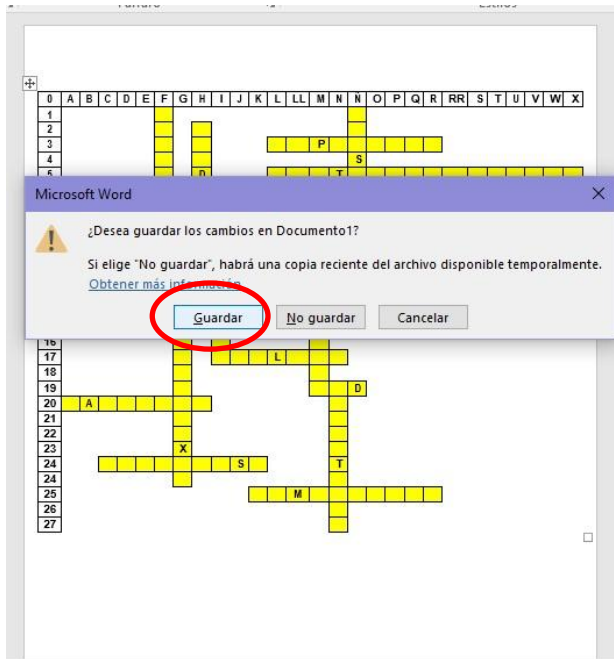 0 A B C D E F G H I J K L LL M N Ñ O P Q R RR S T U V W X
1
2
3 P
4 S
5 D T
Microsoft Word
¿Desea guardar los cambios en Documento1?
Si elige "No guardar", habrá una copia reciente del archivo disponible temporalmente.
Obtener más información
Guardar No guardar Cancelar
16
17 L
18
19 D
20 A
21
22
23 X
24 S T
24
25 M
26
27